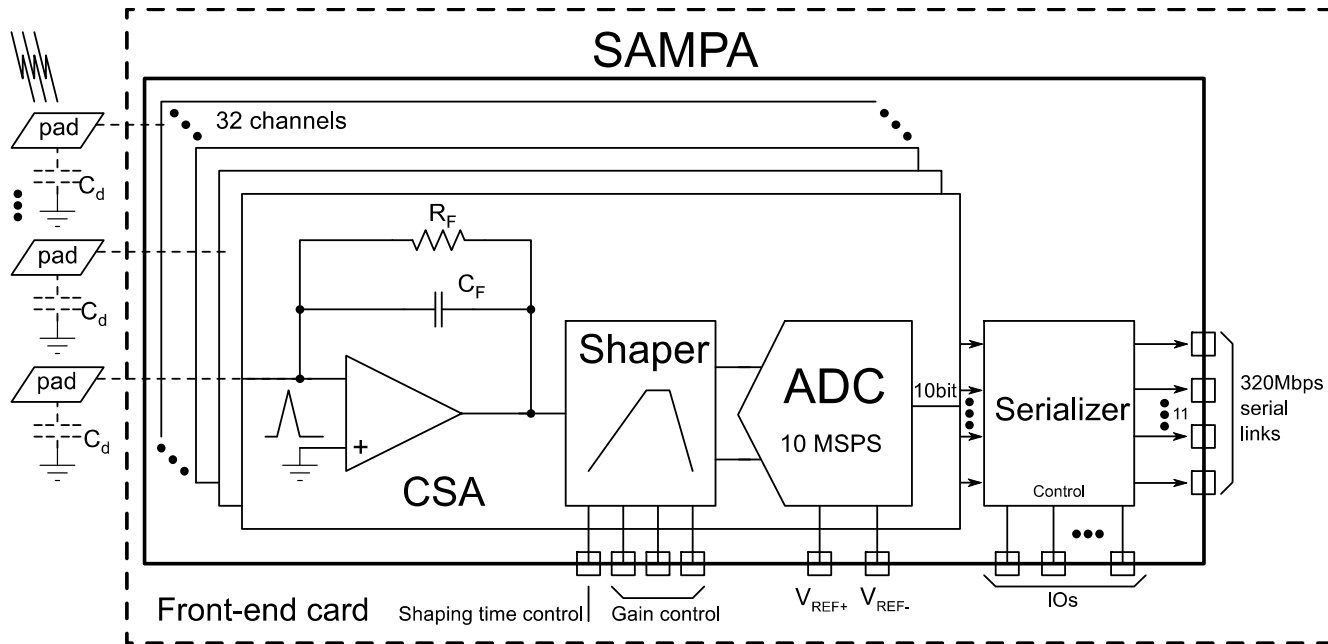 SAMPA
32 channels
pad
C_d
pad
C_d
pad
C_d
R_F
C_F
+
CSA
Shaper
ADC
10 MSPS
10bit
Serializer
Control
11
320Mbps
serial
links
Shaping time control
Gain control
V_REF+
V_REF-
IOs
Front-end card